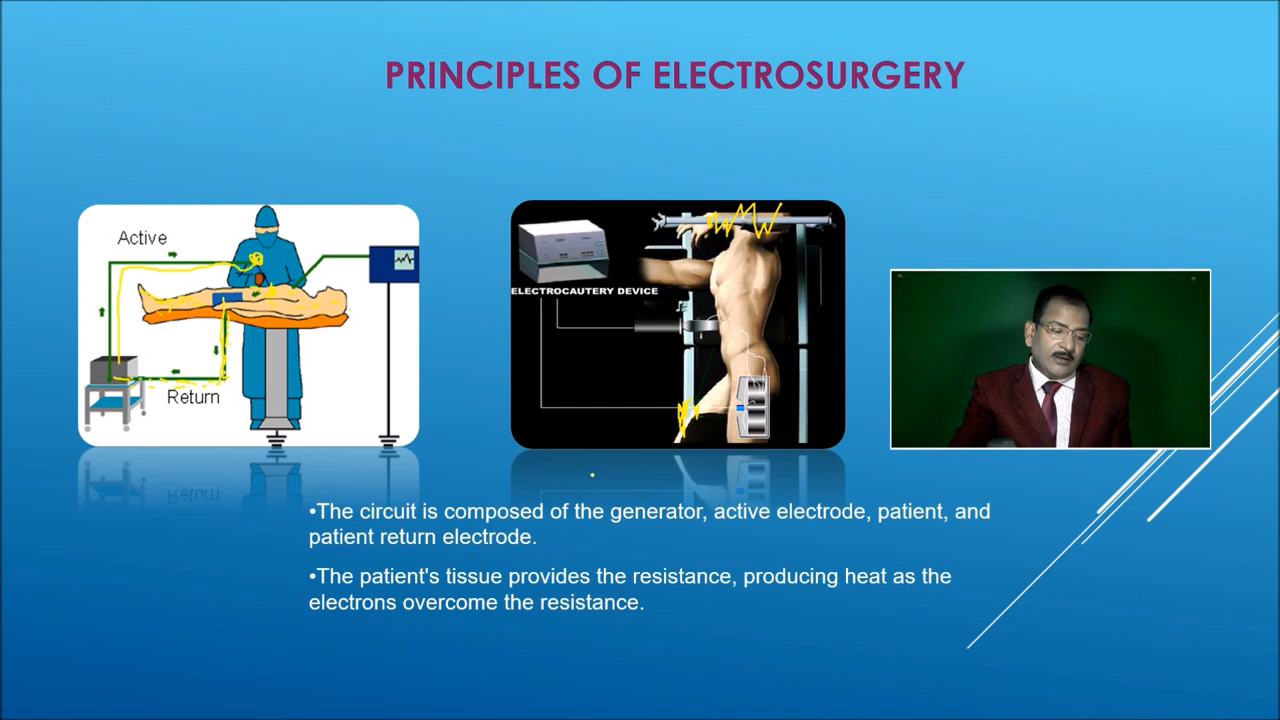 PRINCIPLES OF ELECTROSURGERY
Active
Return
ELECTROCAUTERY DEVICE
•The circuit is composed of the generator, active electrode, patient, and
patient return electrode.
•The patient's tissue provides the resistance, producing heat as the
electrons overcome the resistance.